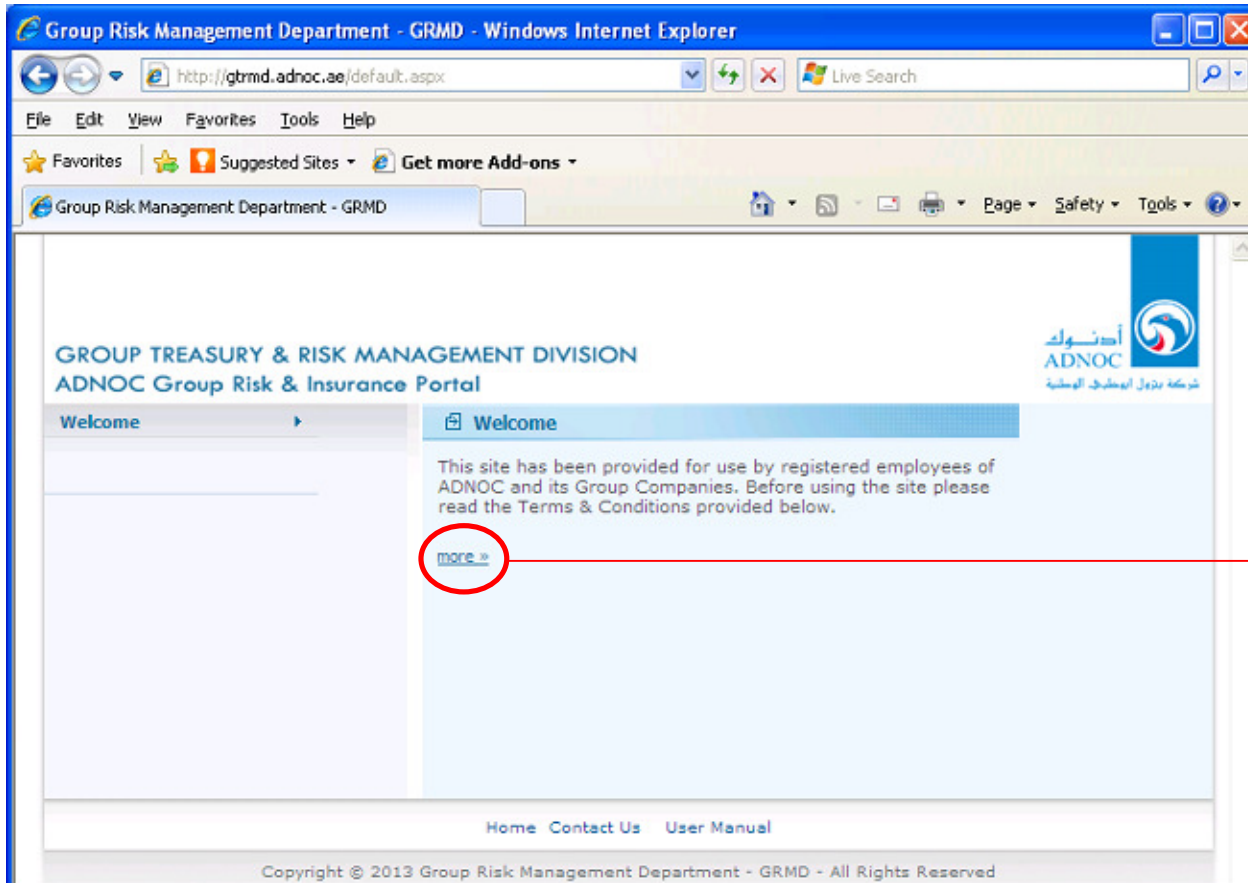 Group Risk Management Department - GRMD - Windows Internet Explorer
http://gtrmd.adnoc.ae/default.aspx
Live Search
File Edit View Favorites Tools Help
Favorites Suggested Sites Get more Add-ons
Group Risk Management Department - GRMD
Page Safety Tools
GROUP TREASURY & RISK MANAGEMENT DIVISION
ADNOC Group Risk & Insurance Portal
أدنوك
ADNOC
شركة بترول ابوظبي الوطنية
Welcome
Welcome
This site has been provided for use by registered employees of
ADNOC and its Group Companies. Before using the site please
read the Terms & Conditions provided below.
more »
Home Contact Us User Manual
Copyright © 2013 Group Risk Management Department - GRMD - All Rights Reserved